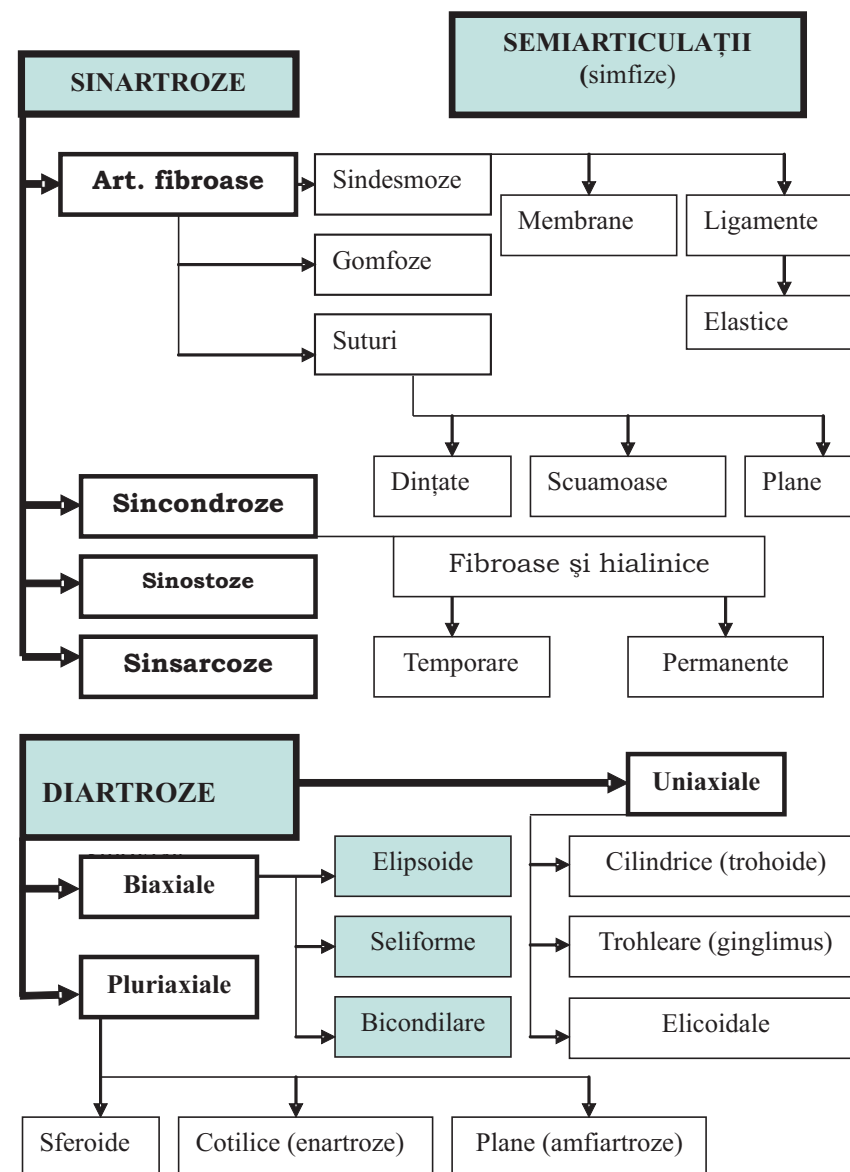 SINARTROZE
SEMIARTICULAȚII
(simfize)
Art. fibroase
Sindesmoze
Membrane
Ligamente
Gomfoze
Elastice
Suturi
Dințate
Scuamoase
Plane
Sincondroze
Fibroase şi hialinice
Sinostoze
Sinsarcoze
Temporare
Permanente
DIARTROZE
Uniaxiale
Biaxiale
Elipsoide
Cilindrice (trohoide)
Seliforme
Trohleare (ginglimus)
Pluriaxiale
Bicondilare
Elicoidale
Sferoide
Cotilice (enartroze)
Plane (amfiartroze)